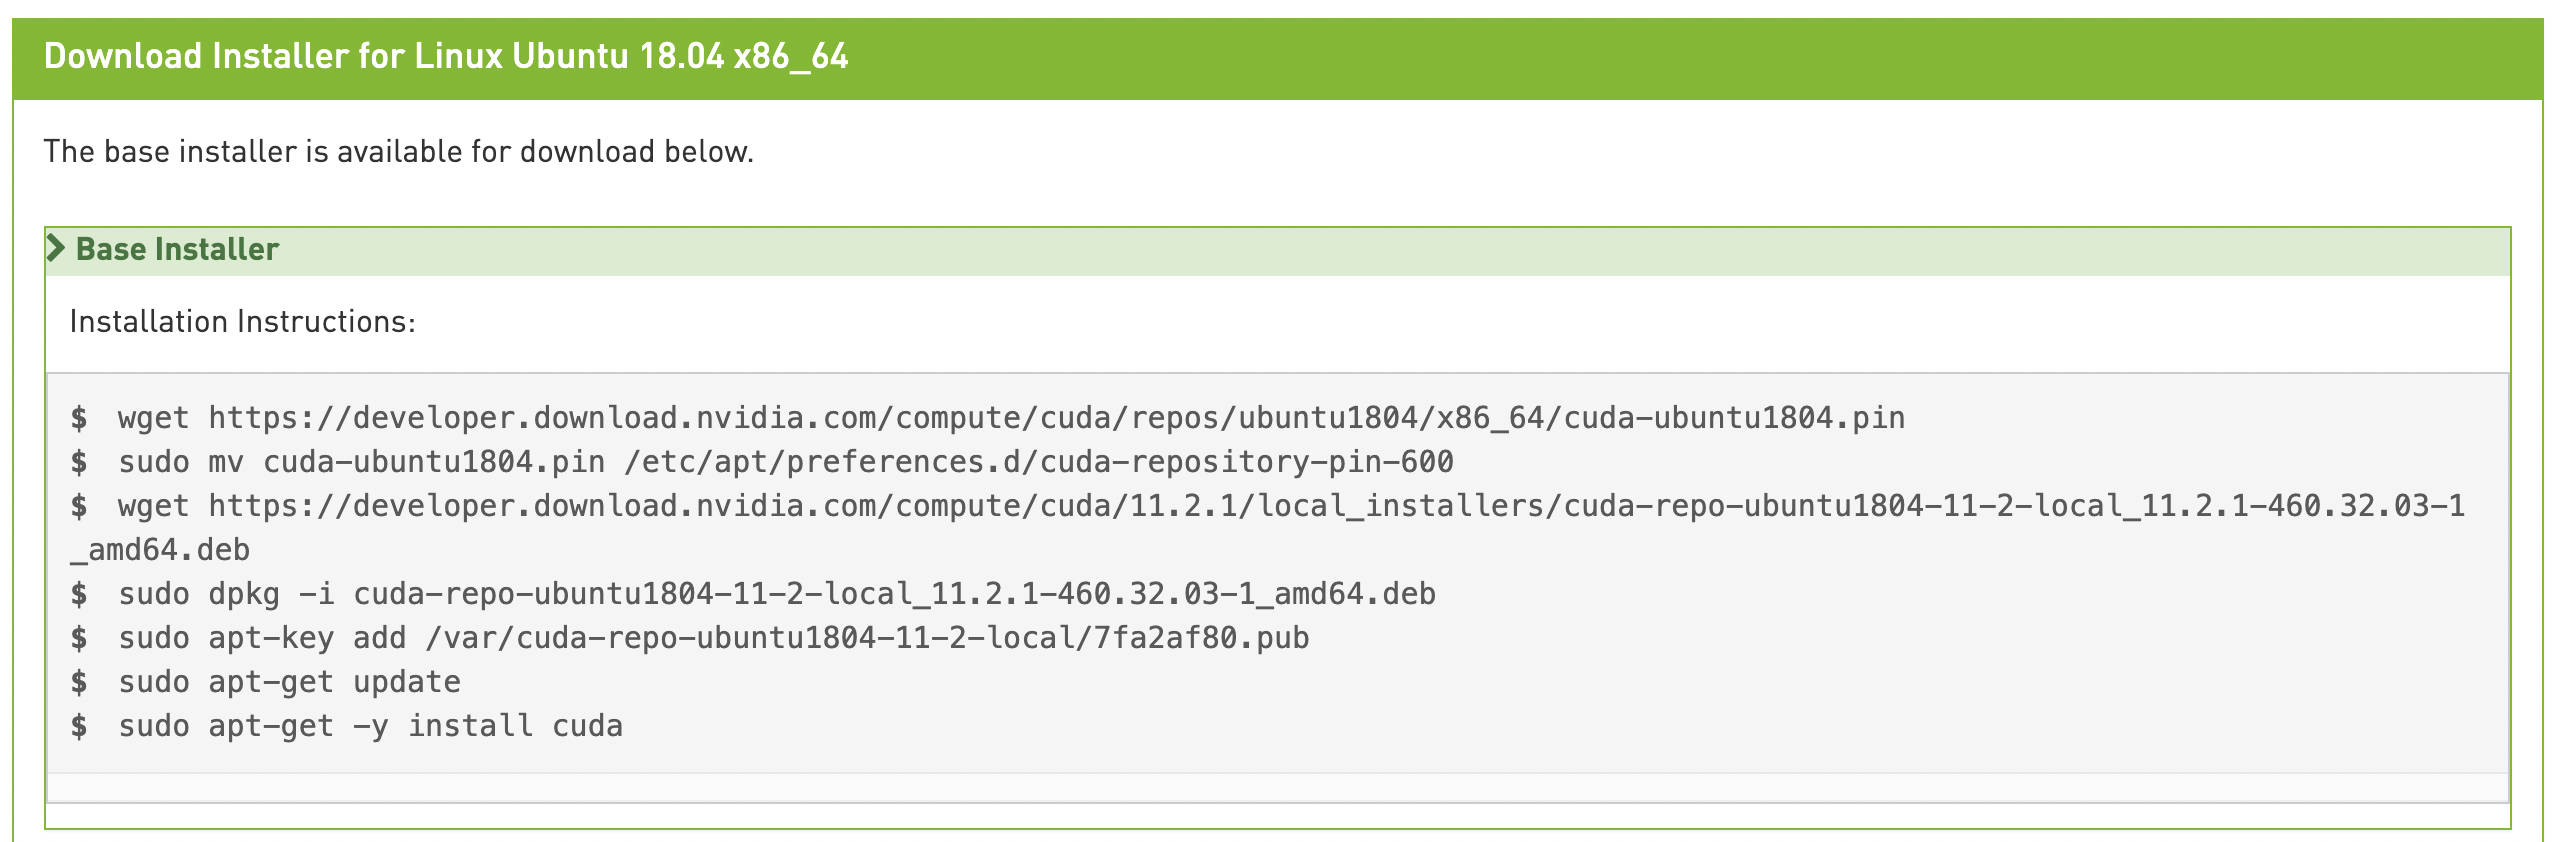 Download Installer for Linux Ubuntu 18.04 x86_64
The base installer is available for download below.
Base Installer
Installation Instructions:
$ wget https://developer.download.nvidia.com/compute/cuda/repos/ubuntu1804/x86_64/cuda-ubuntu1804.pin
$ sudo mv cuda-ubuntu1804.pin /etc/apt/preferences.d/cuda-repository-pin-600
$ wget https://developer.download.nvidia.com/compute/cuda/11.2.1/local_installers/cuda-repo-ubuntu1804-11-2-local_11.2.1-460.32.03-1
_amd64.deb
$ sudo dpkg -i cuda-repo-ubuntu1804-11-2-local_11.2.1-460.32.03-1_amd64.deb
$ sudo apt-key add /var/cuda-repo-ubuntu1804-11-2-local/7fa2af80.pub
$ sudo apt-get update
$ sudo apt-get -y install cuda